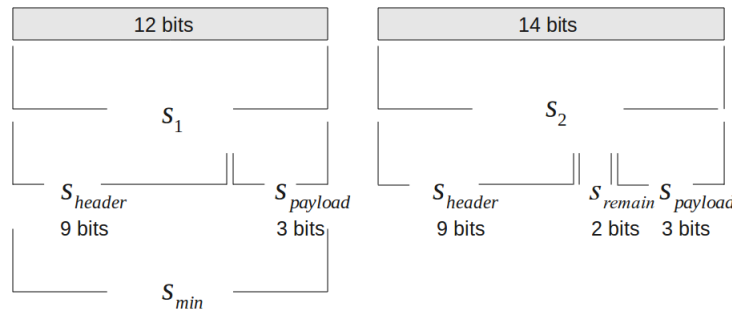 12 bits 14 bits
s1 s2
sheader spayload sheader sremain spayload
9 bits 3 bits 9 bits 2 bits 3 bits
smin